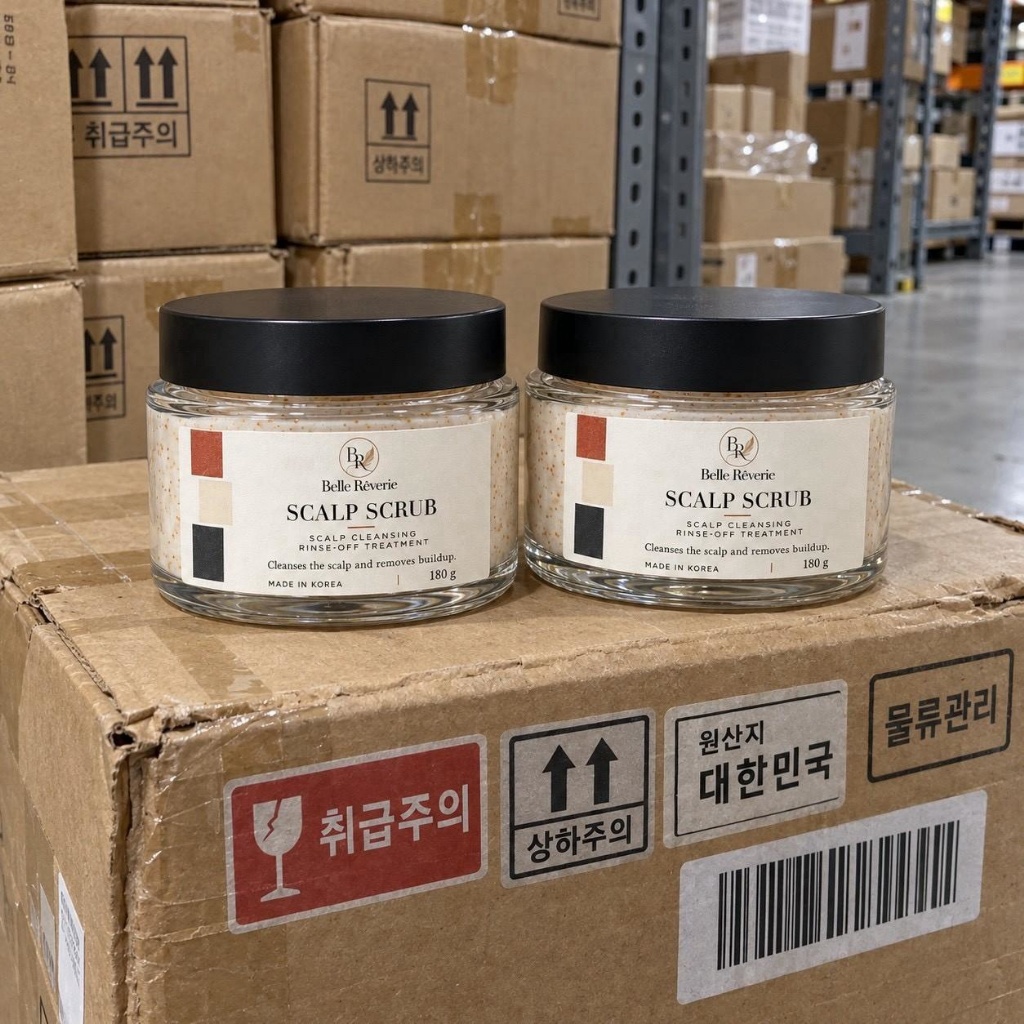 취급주의
상하주의
주의
BR
Belle Rêverie
SCALP SCRUB
SCALP CLEANSING
RINSE-OFF TREATMENT
Cleanses the scalp and removes buildup.
MADE IN KOREA | 180 g
BR
Belle Rêverie
SCALP SCRUB
SCALP CLEANSING
RINSE-OFF TREATMENT
Cleanses the scalp and removes buildup.
MADE IN KOREA | 180 g
취급주의
상하주의
원산지
대한민국
물류관리